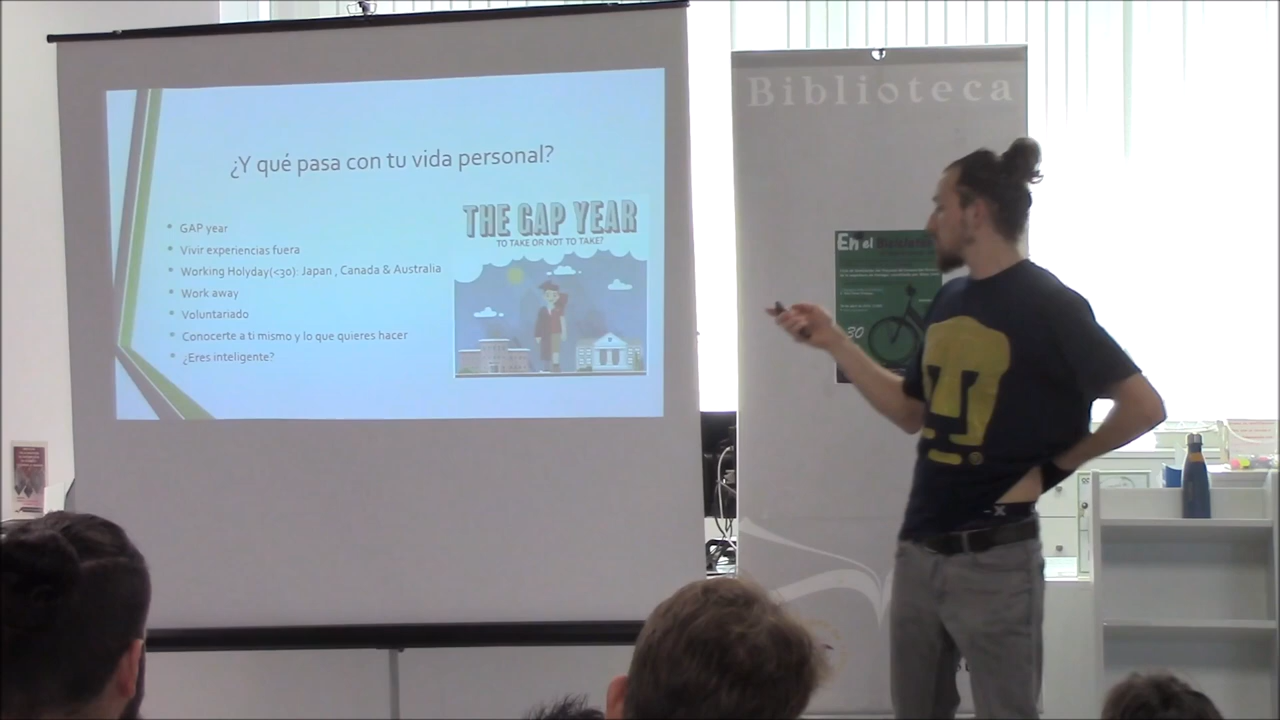 ¿Y qué pasa con tu vida personal?
GAP year
Vivir experiencias fuera
Working Holyday(<30): Japan , Canada & Australia
Work away
Voluntariado
Conocerte a ti mismo y lo que quieres hacer
¿Eres inteligente?
THE GAP YEAR
TO TAKE OR NOT TO TAKE?
Biblioteca
En el
30